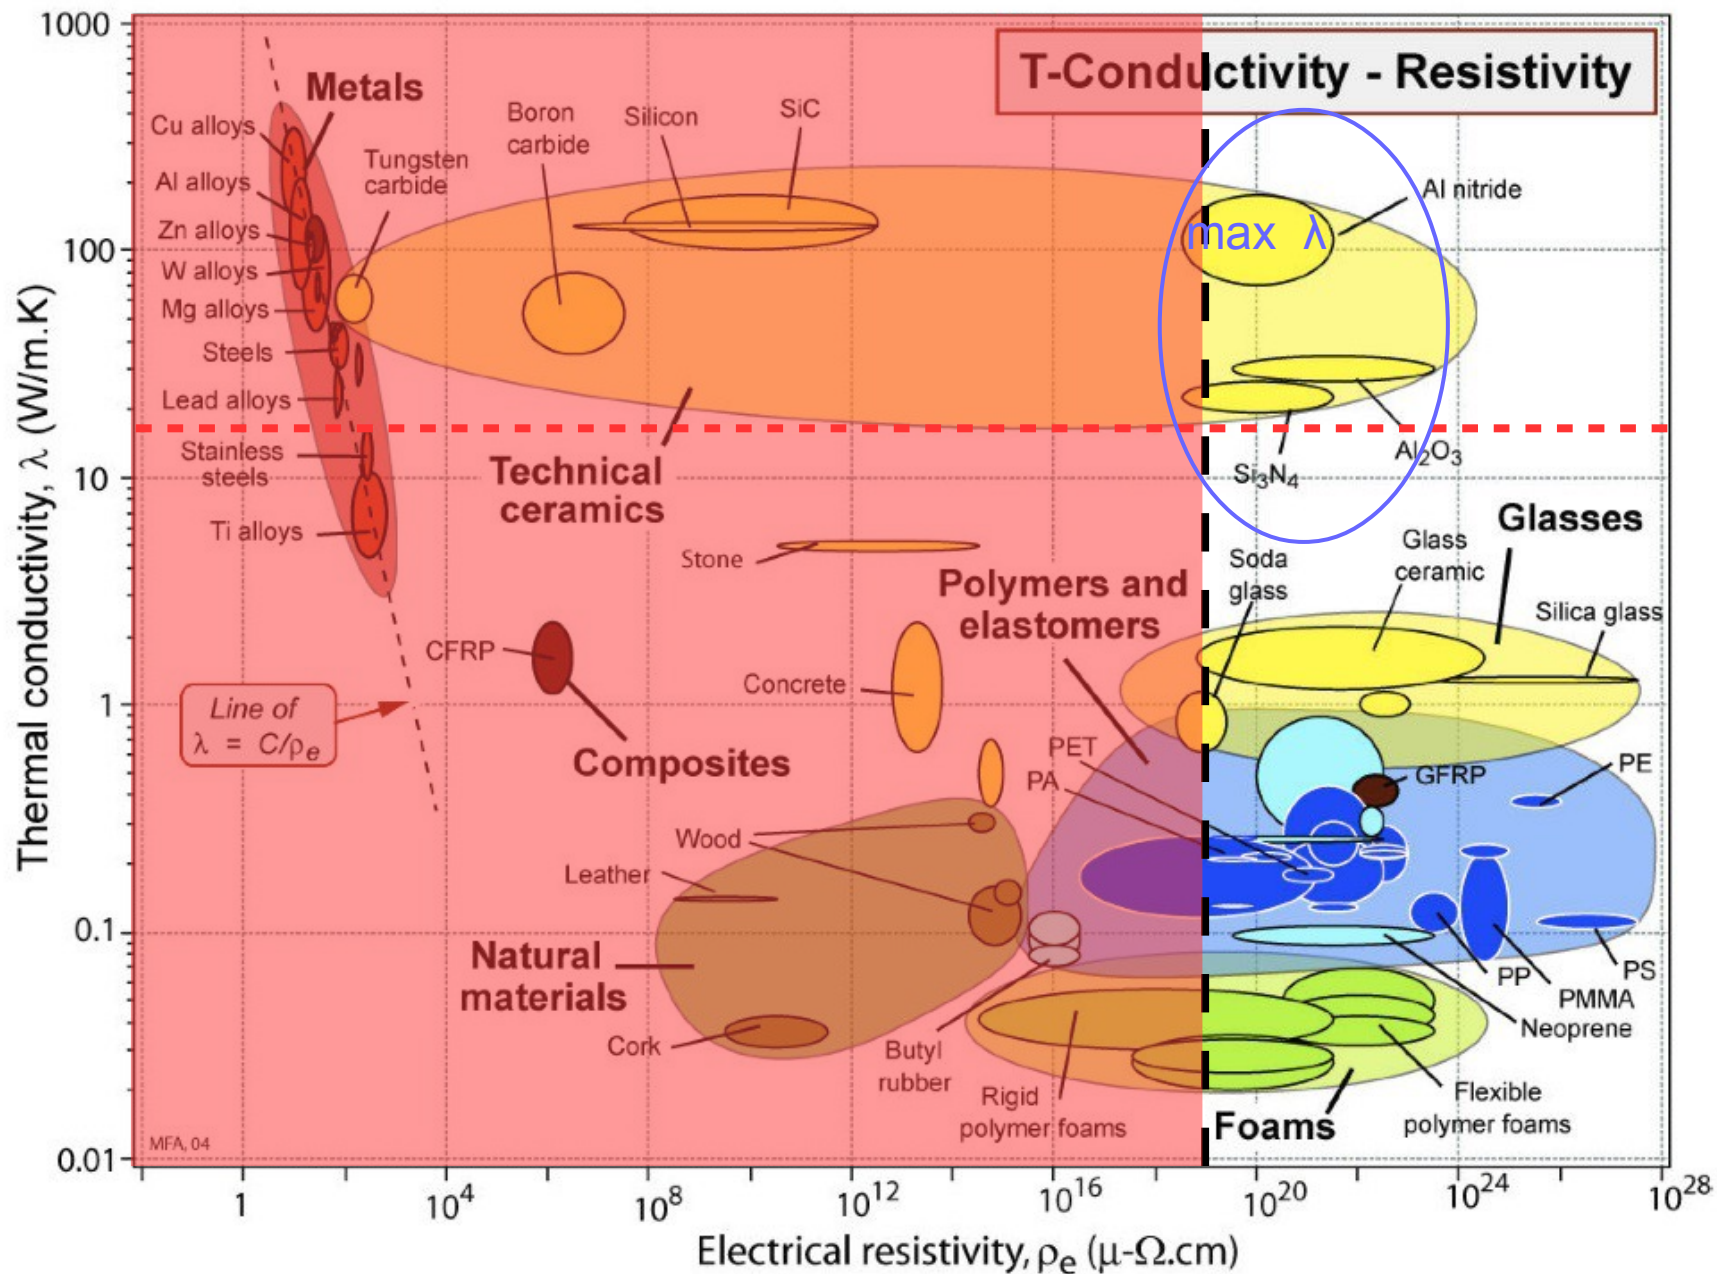 T-Conductivity - Resistivity
Thermal conductivity, λ (W/m.K)
1000
100
10
1
0.1
0.01
Metals
Cu alloys
Al alloys
Zn alloys
W alloys
Mg alloys
Steels
Lead alloys
Stainless
steels
Ti alloys
Tungsten
carbide
Boron
carbide
Silicon
SiC
Al nitride
max λ
Al2O3
Si3N4
Technical
ceramics
Glasses
Stone
Polymers and
elastomers
Soda
glass
Glass
ceramic
Silica glass
CFRP
Concrete
Line of
λ = C/ρe
Composites
PET
PA
GFRP
PE
Wood
Leather
Natural
materials
Cork
Butyl
rubber
Rigid
polymer foams
PP
PMMA
PS
Neoprene
Flexible
polymer foams
Foams
MFA, 04
1
10^4
10^8
10^12
10^16
10^20
10^24
10^28
Electrical resistivity, ρe (μ-Ω.cm)